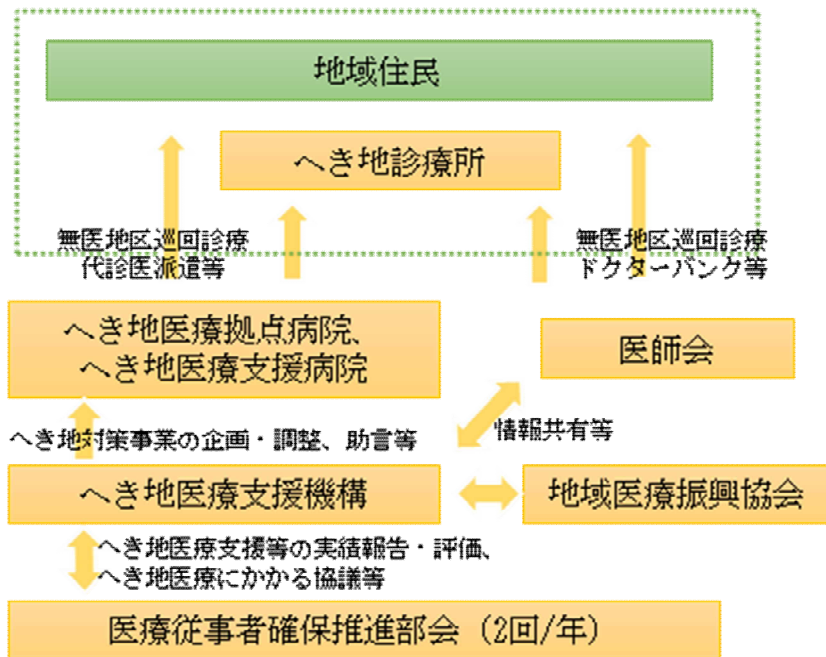 地域住民
へき地診療所
無医地区巡回診療
代診医派遣等
無医地区巡回診療
ドクターバンク等
へき地医療拠点病院、
へき地医療支援病院
医師会
へき地対策事業の企画・調整、助言等
情報共有等
へき地医療支援機構
地域医療振興協会
へき地医療支援等の実績報告・評価、
へき地医療にかかる協議等
医療従事者確保推進部会（2回/年）